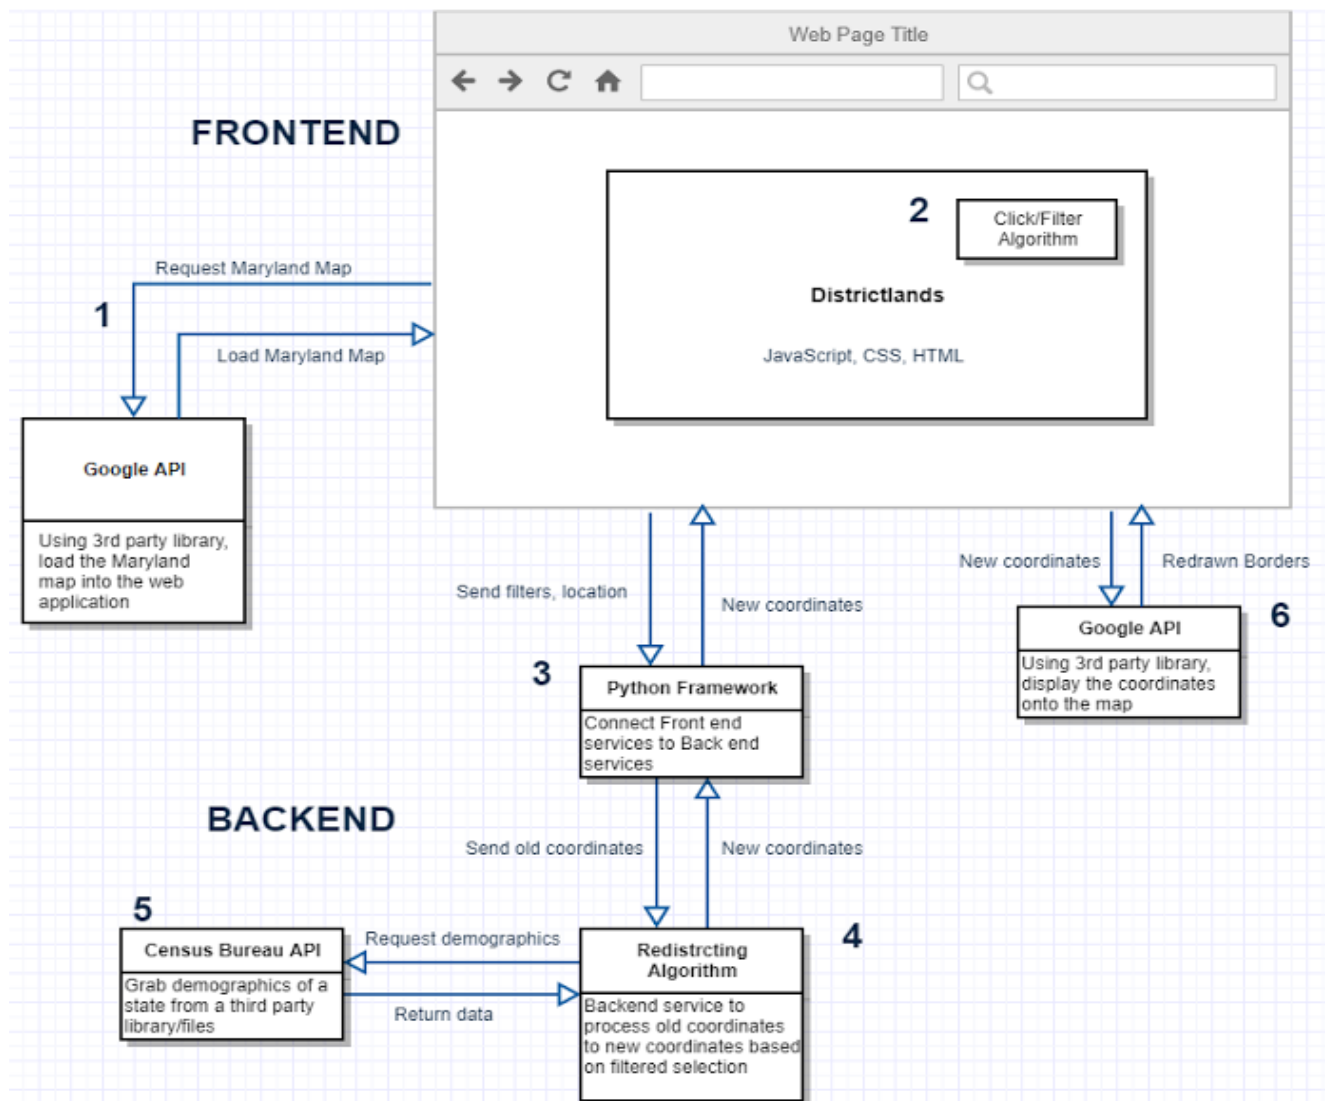 Web Page Title
FRONTEND
2
Click/Filter
Algorithm
Districtlands
JavaScript, CSS, HTML
Request Maryland Map
1
Load Maryland Map
Google API
Using 3rd party library,
load the Maryland
map into the web
application
Send filters, location
New coordinates
New coordinates
Redrawn Borders
6
Google API
Using 3rd party library,
display the coordinates
onto the map
3
Python Framework
Connect Front end
services to Back end
services
BACKEND
Send old coordinates
New coordinates
5
Census Bureau API
Grab demographics of a
state from a third party
library/files
Request demographics
Return data
4
Redistrcting
Algorithm
Backend service to
process old coordinates
to new coordinates based
on filtered selection